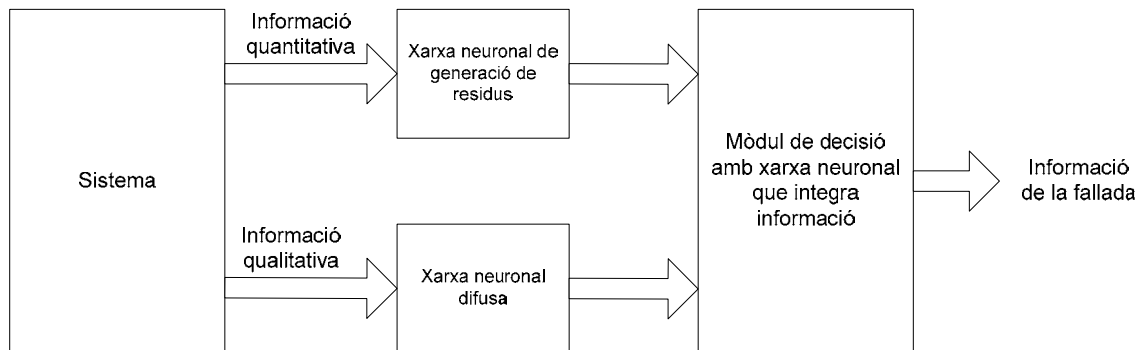 Sistema
Informació
quantitativa
Xarxa neuronal de
generació de
residus
Informació
qualitativa
Xarxa neuronal
difusa
Mòdul de decisió
amb xarxa neuronal
que integra
informació
Informació
de la fallada